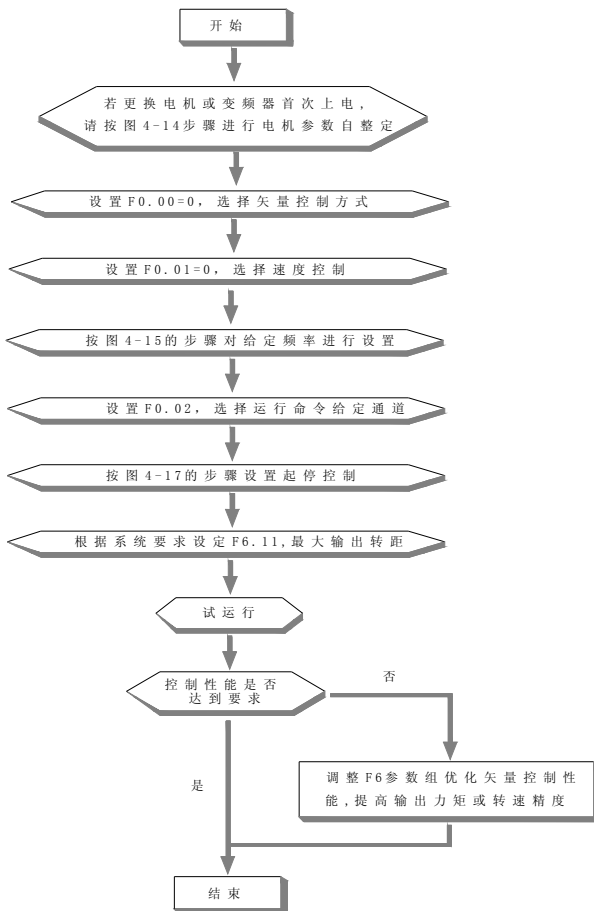 开始
若更换电机或变频器首次上电,
请按图4-14步骤进行电机参数自整定
设置F0.00=0，选择矢量控制方式
设置F0.01=0，选择速度控制
按图4-15的步骤对给定频率进行设置
设置F0.02，选择运行命令给定通道
按图4-17的步骤设置起停控制
根据系统要求设定F6.11,最大输出转距
试运行
控制性能是否
达到要求
否
是
调整F6参数组优化矢量控制性
能,提高输出力矩或转速精度
结束